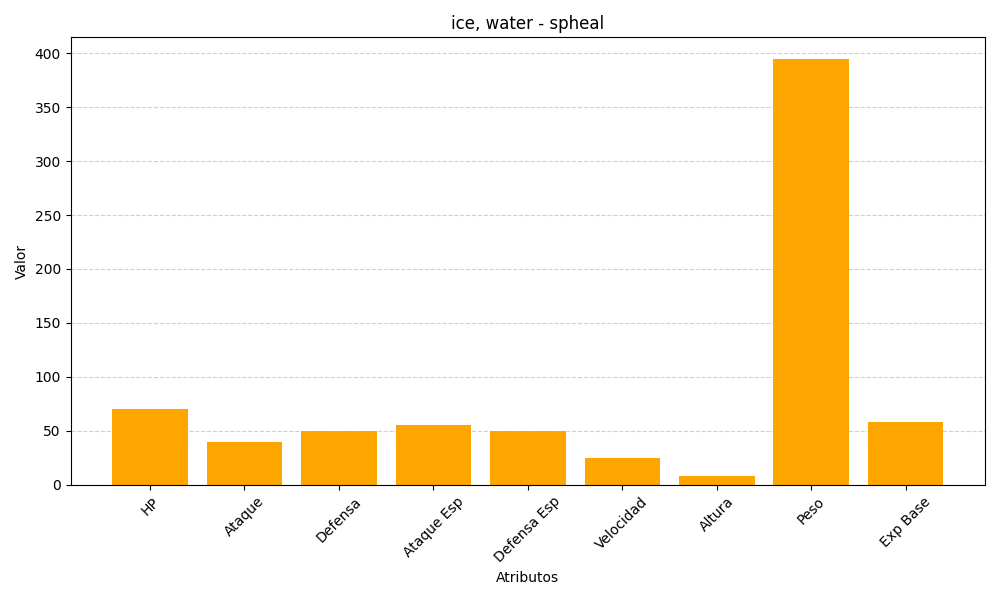 ice, water - spheal
Valor
400
350
300
250
200
150
100
50
0
HP
Ataque
Defensa
Ataque Esp
Defensa Esp
Velocidad
Altura
Peso
Exp Base
Atributos